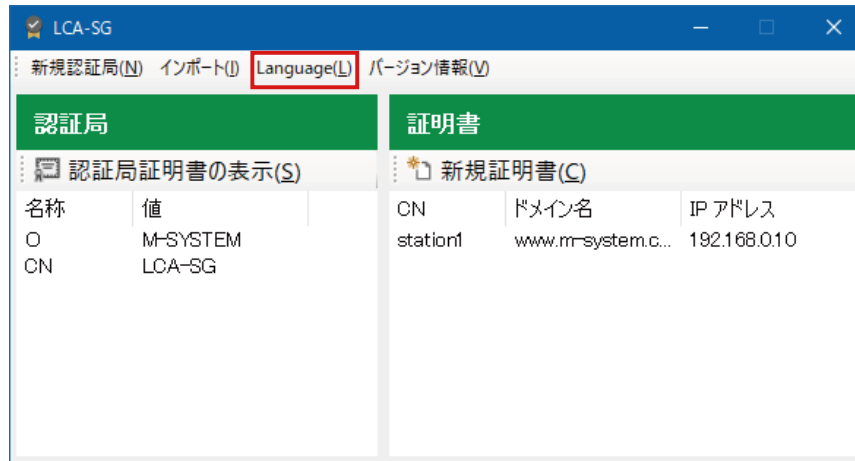 LCA-SG
新規認証局(N) インポート(I) Language(L) バージョン情報(V)
認証局
認証局証明書の表示(S)
名称 値
O M-SYSTEM
CN LCA-SG
証明書
新規証明書(C)
CN ドメイン名 IP アドレス
station1 www.m-system.c... 192.168.0.10